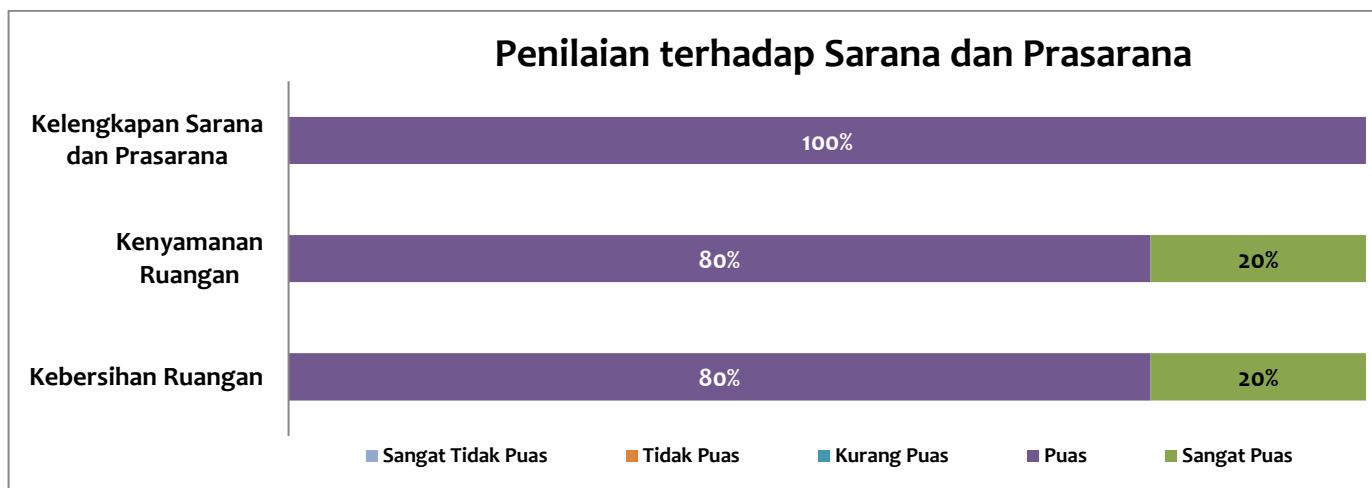 Penilaian terhadap Sarana dan Prasarana
Kelengkapan Sarana
dan Prasarana
100%
Kenyamanan
Ruangan
80%
20%
Kebersihan Ruangan
80%
20%
Sangat Tidak Puas
Tidak Puas
Kurang Puas
Puas
Sangat Puas